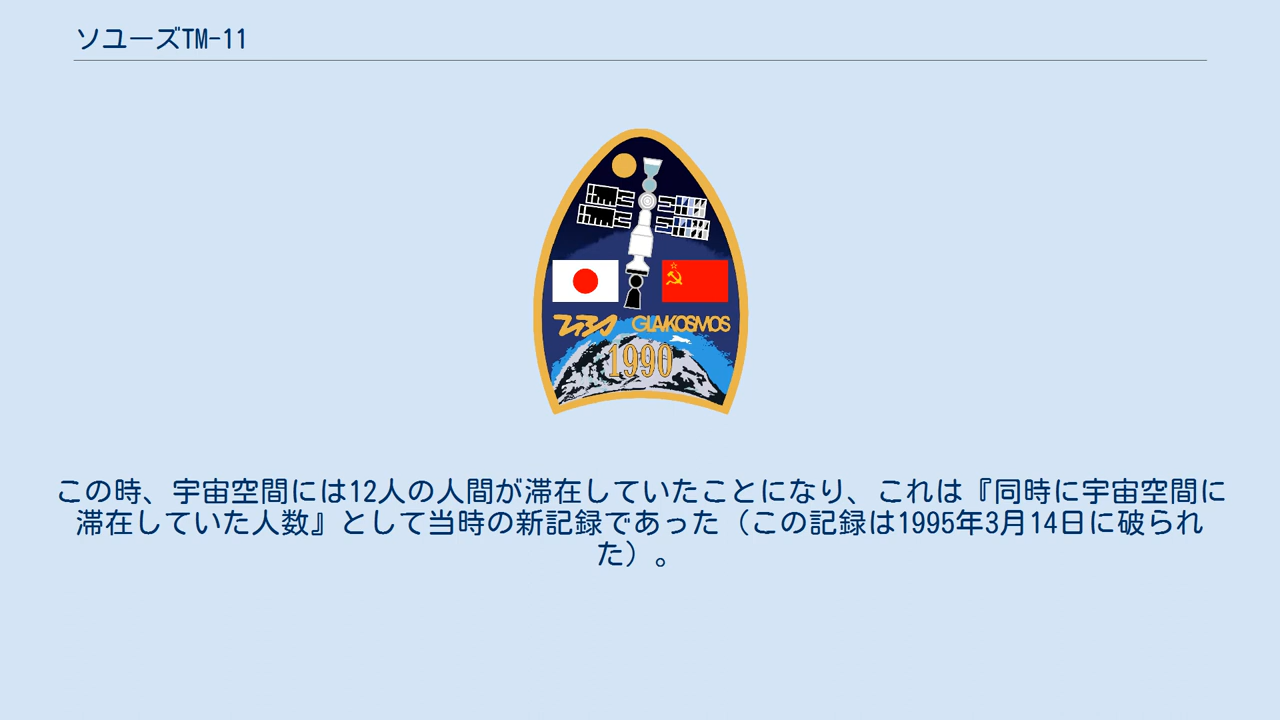 ソユーズTM-11
TBS GLAVKOSMOS
1990
この時、宇宙空間には12人の人間が滞在していたことになり、これは『同時に宇宙空間に
滞在していた人数』として当時の新記録であった（この記録は1995年3月14日に破られ
た）。